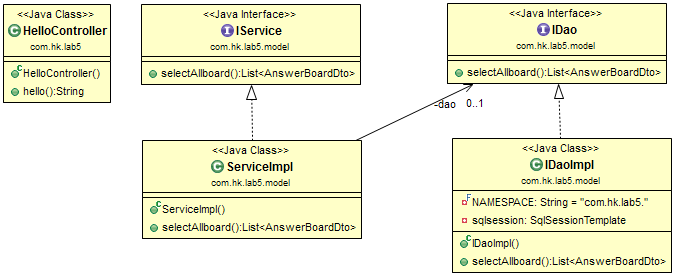 <<Java Class>>
HelloController
com.hk.lab5
HelloController()
hello():String
<<Java Interface>>
IService
com.hk.lab5.model
selectAllboard():List<AnswerBoardDto>
<<Java Interface>>
IDao
com.hk.lab5.model
selectAllboard():List<AnswerBoardDto>
-dao 0..1
<<Java Class>>
ServiceImpl
com.hk.lab5.model
ServiceImpl()
selectAllboard():List<AnswerBoardDto>
<<Java Class>>
IDaoImpl
com.hk.lab5.model
NAMESPACE: String = "com.hk.lab5."
sqlsession: SqlSessionTemplate
IDaoImpl()
selectAllboard():List<AnswerBoardDto>